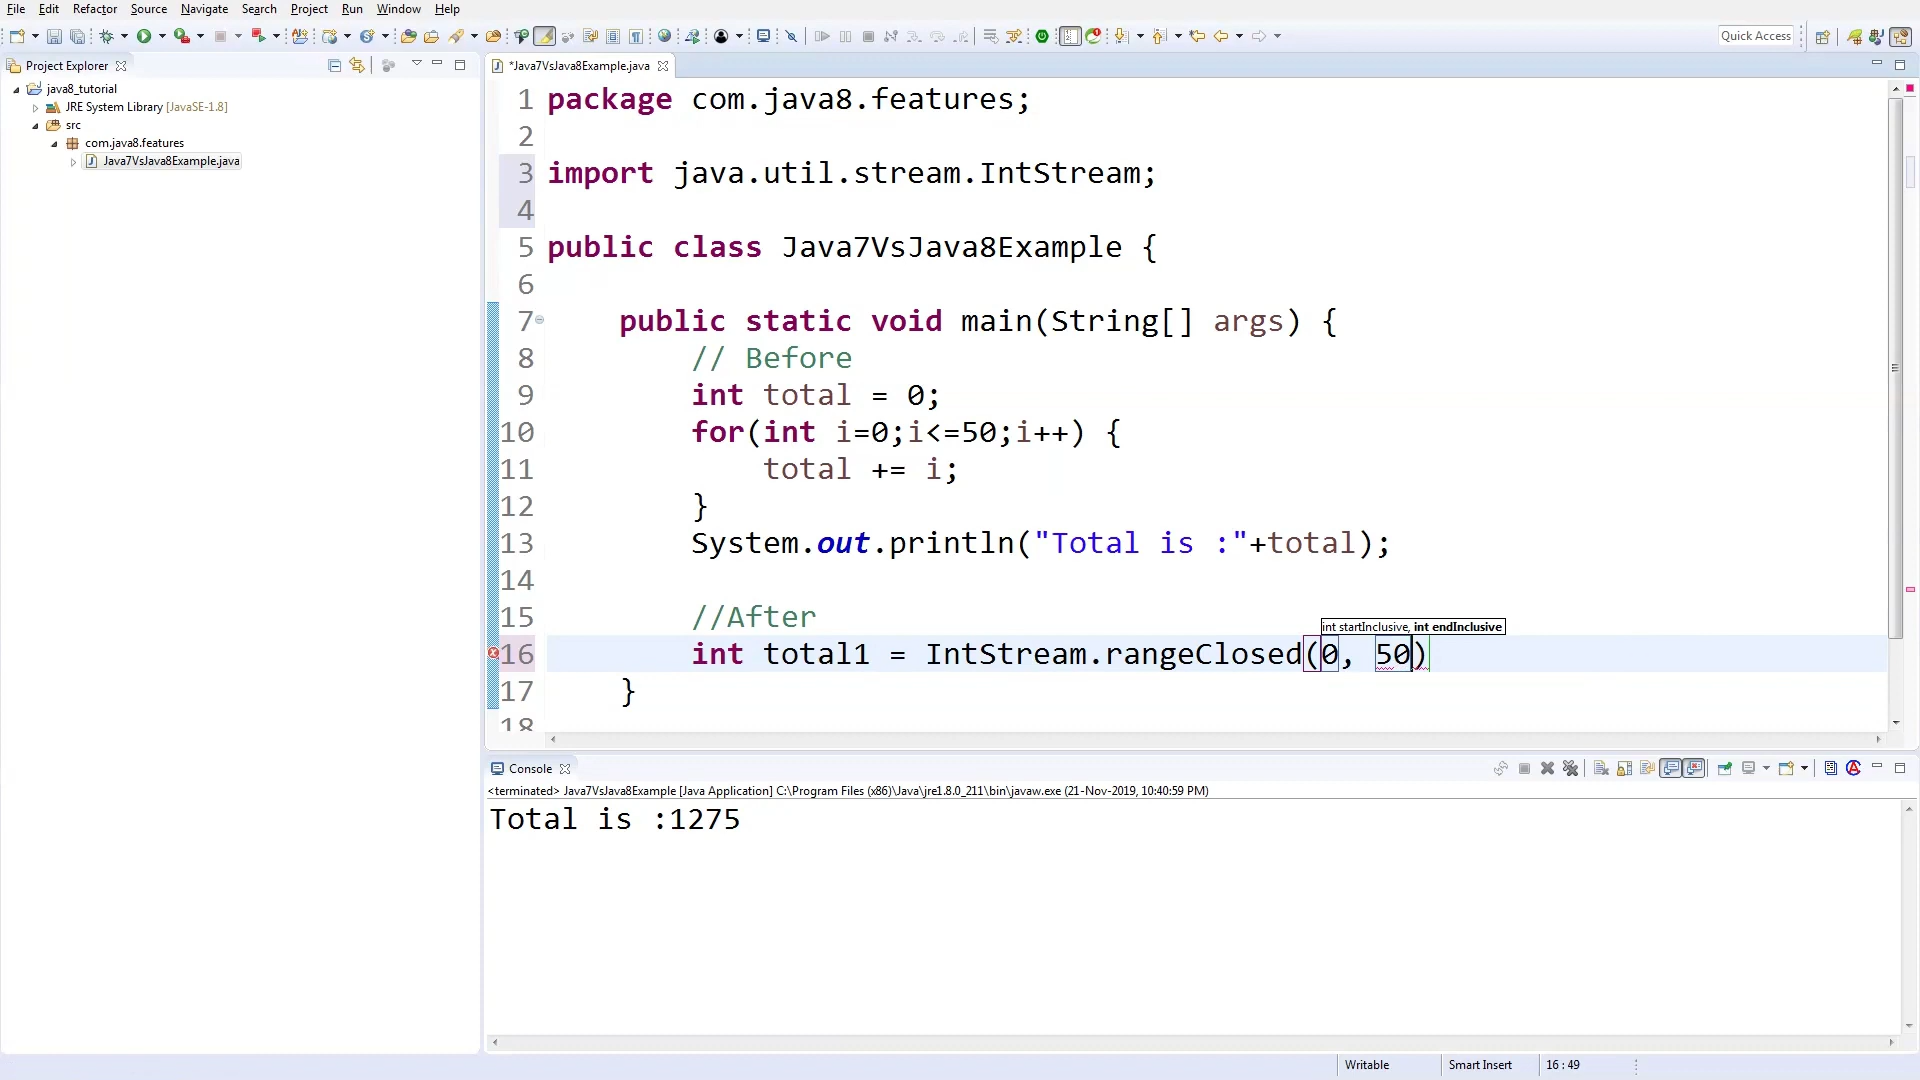 File Edit Refactor Source Navigate Search Project Run Window Help
Quick Access
Project Explorer
*Java7VsJava8Example.java
java8_tutorial
JRE System Library [JavaSE-1.8]
src
com.java8.features
Java7VsJava8Example.java
1 package com.java8.features;
2
3 import java.util.stream.IntStream;
4
5 public class Java7VsJava8Example {
6
7 public static void main(String[] args) {
8 // Before
9 int total = 0;
10 for(int i=0;i<=50;i++) {
11 total += i;
12 }
13 System.out.println("Total is :"+total);
14
15 //After
int startInclusive, int endInclusive
16 int total1 = IntStream.rangeClosed(0, 50)
17 }
18
Console
<terminated> Java7VsJava8Example [Java Application] C:\Program Files (x86)\Java\jre1.8.0_211\bin\javaw.exe (21-Nov-2019, 10:40:59 PM)
Total is :1275
Writable Smart Insert 16 : 49